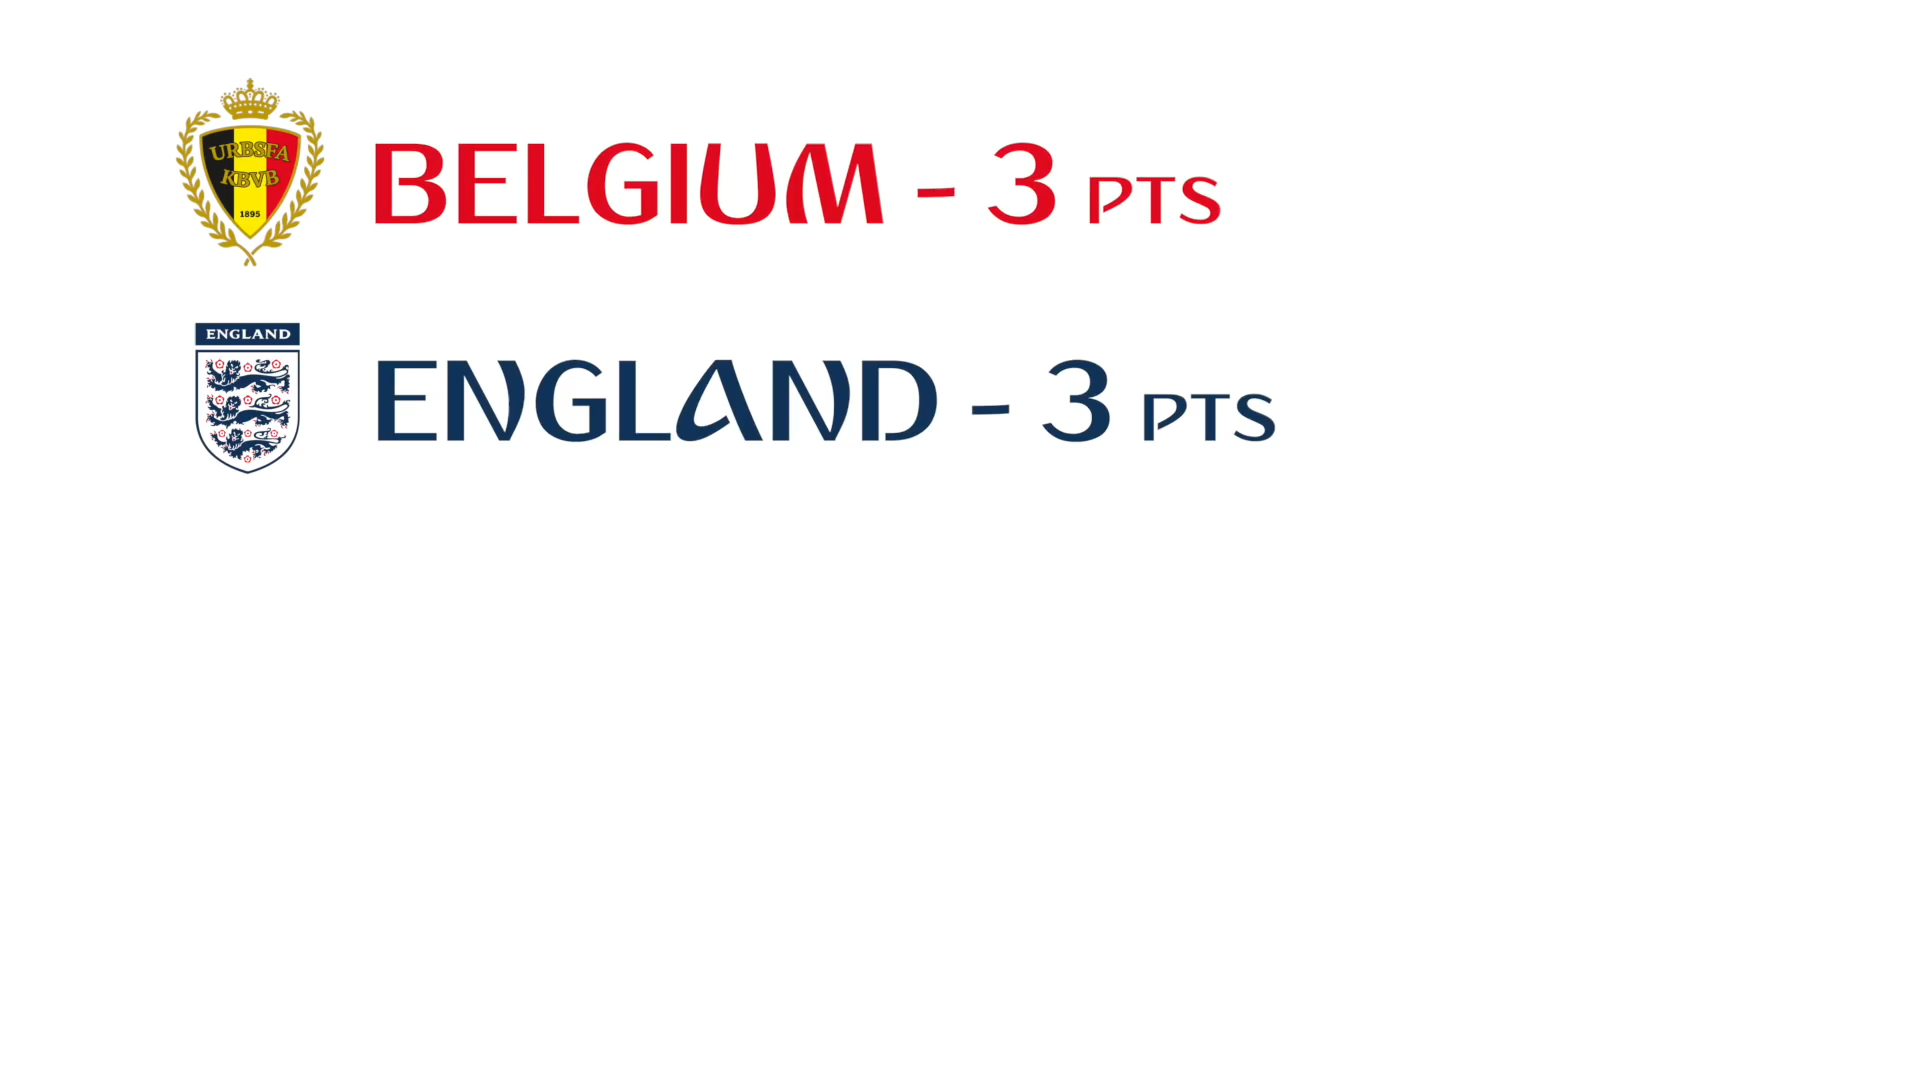 URBSFA
KBVB
1895
BELGIUM - 3 PTS
ENGLAND
ENGLAND - 3 PTS